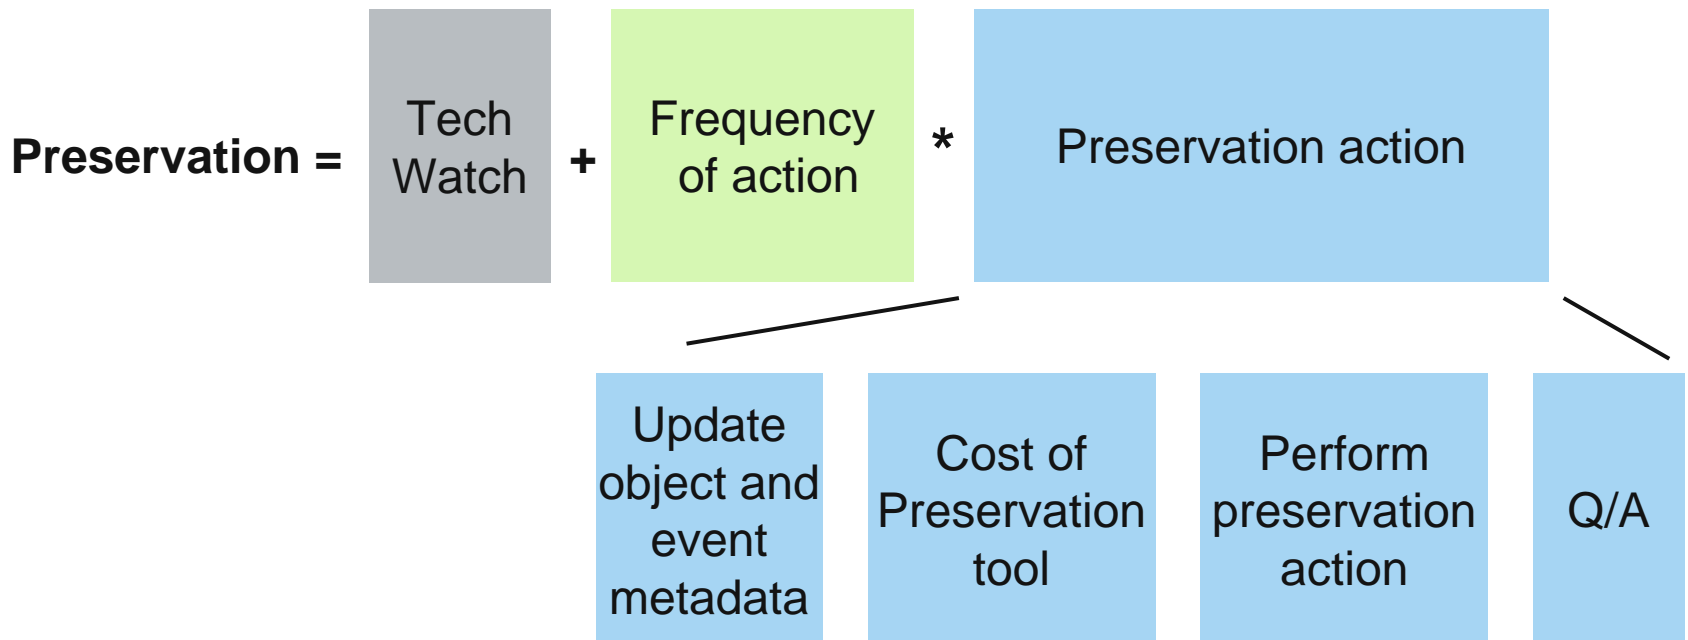 Preservation =
Tech
Watch
+
Frequency
of action
*
Preservation action
Update
object and
event
metadata
Cost of
Preservation
tool
Perform
preservation
action
Q/A